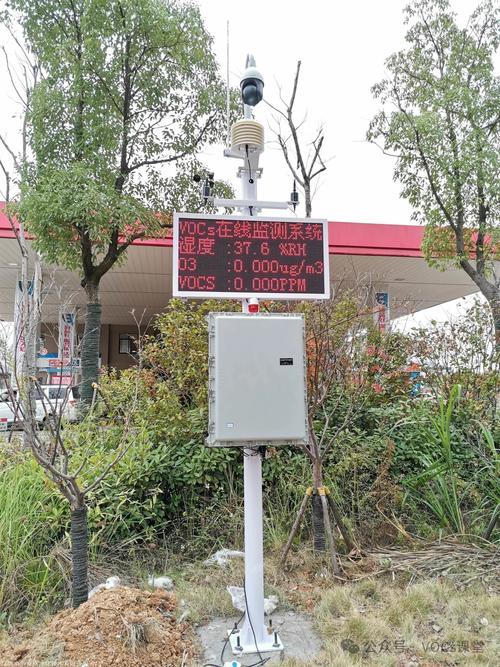 VOCs在线监测系统
湿度 :37.6 %RH
O3 :0.000ug/m3
VOCS :0.000PPM
公众号 · VOCs课堂